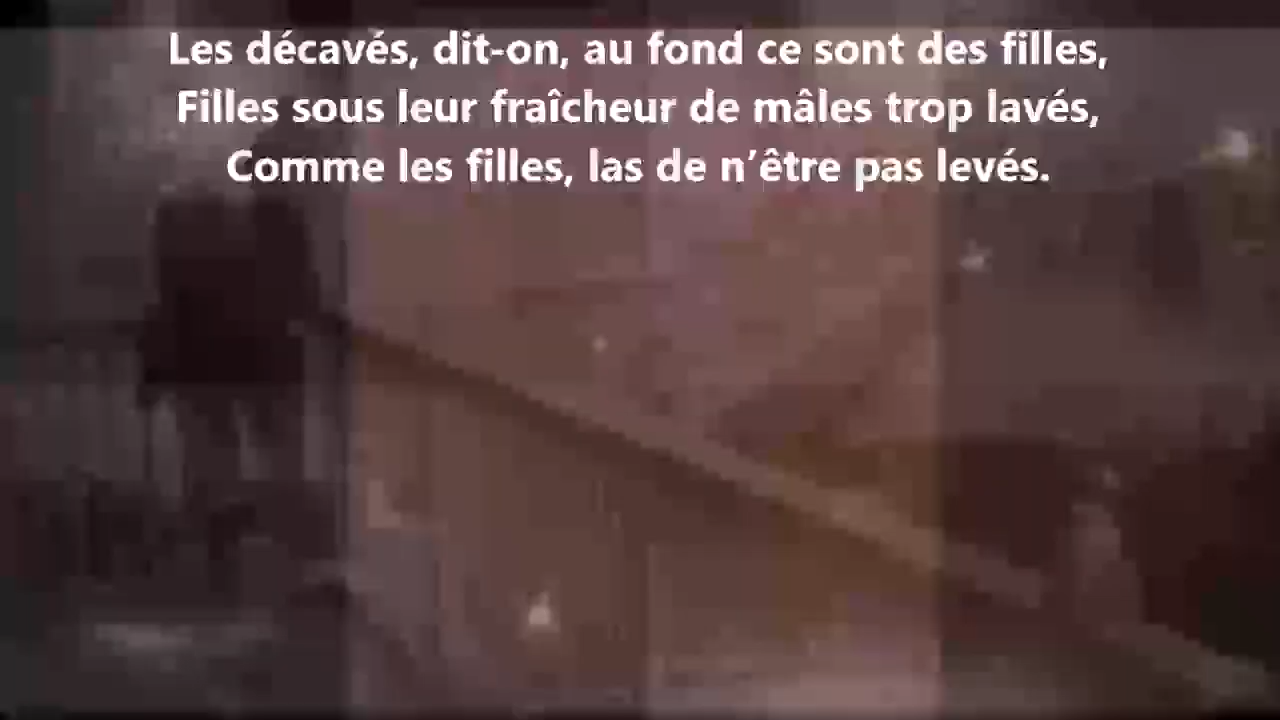 Les décavés, dit-on, au fond ce sont des filles,
Filles sous leur fraîcheur de mâles trop lavés,
Comme les filles, las de n’être pas levés.